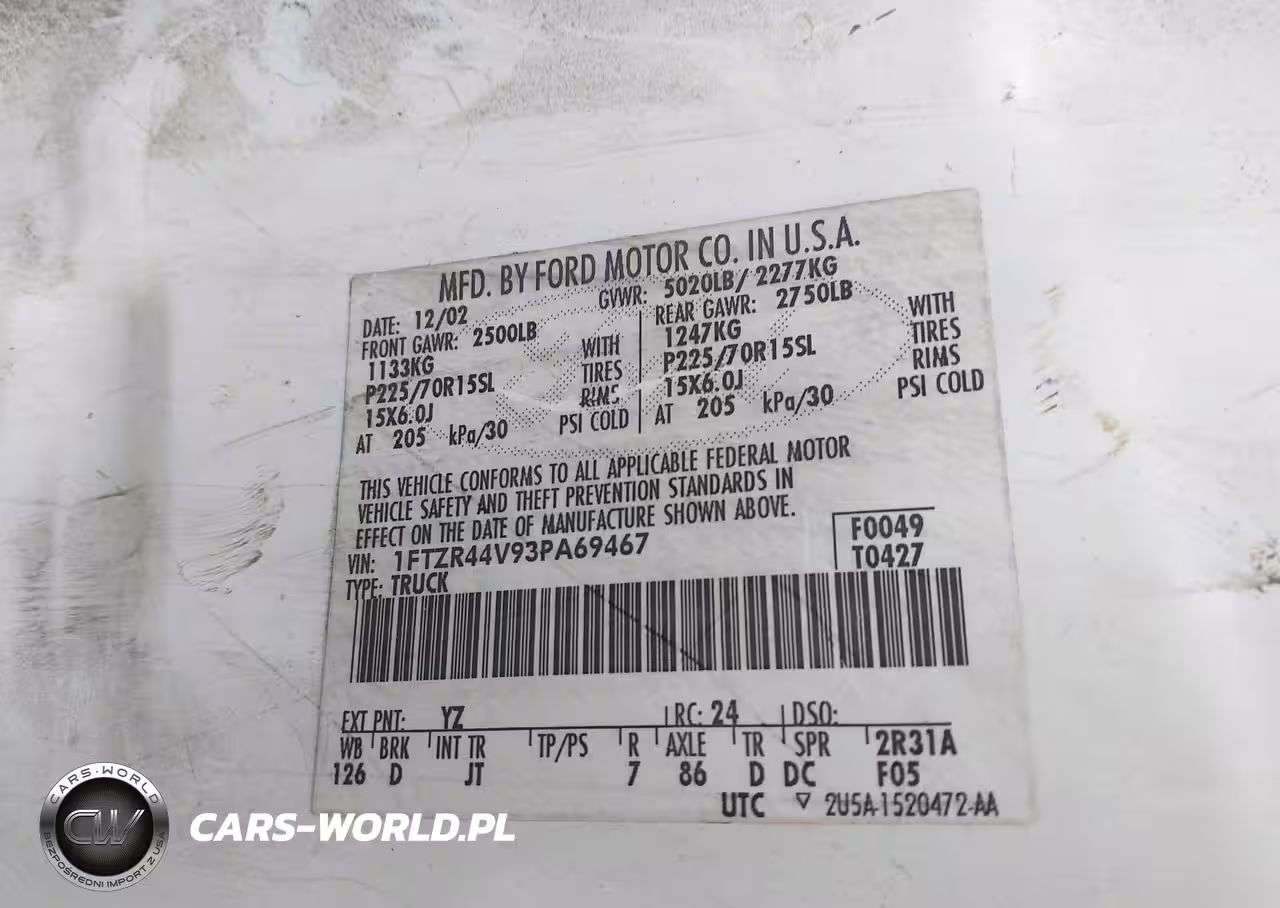 MFD. BY FORD MOTOR CO. IN U.S.A.
DATE: 12/02 GVWR: 5020LB/ 2277KG
FRONT GAWR: 2500LB REAR GAWR: 2750LB
1133KG WITH 1247KG WITH
P225/70R15SL TIRES P225/70R15SL TIRES
15X6.0J RIMS 15X6.0J RIMS
AT 205 kPa/30 PSI COLD AT 205 kPa/30 PSI COLD
THIS VEHICLE CONFORMS TO ALL APPLICABLE FEDERAL MOTOR
VEHICLE SAFETY AND THEFT PREVENTION STANDARDS IN
EFFECT ON THE DATE OF MANUFACTURE SHOWN ABOVE.
VIN: 1FTZR44V93PA69467 F0049
TYPE: TRUCK T0427
EXT PNT: YZ RC: 24 DSO:
WB BRK INT TR TP/PS R AXLE TR SPR 2R31A
126 D JT 7 86 D DC F05
UTC ▽ 2U5A-1520472-AA
CARS-WORLD
CW
BEZPOŚREDNI IMPORT Z USA
CARS-WORLD.PL